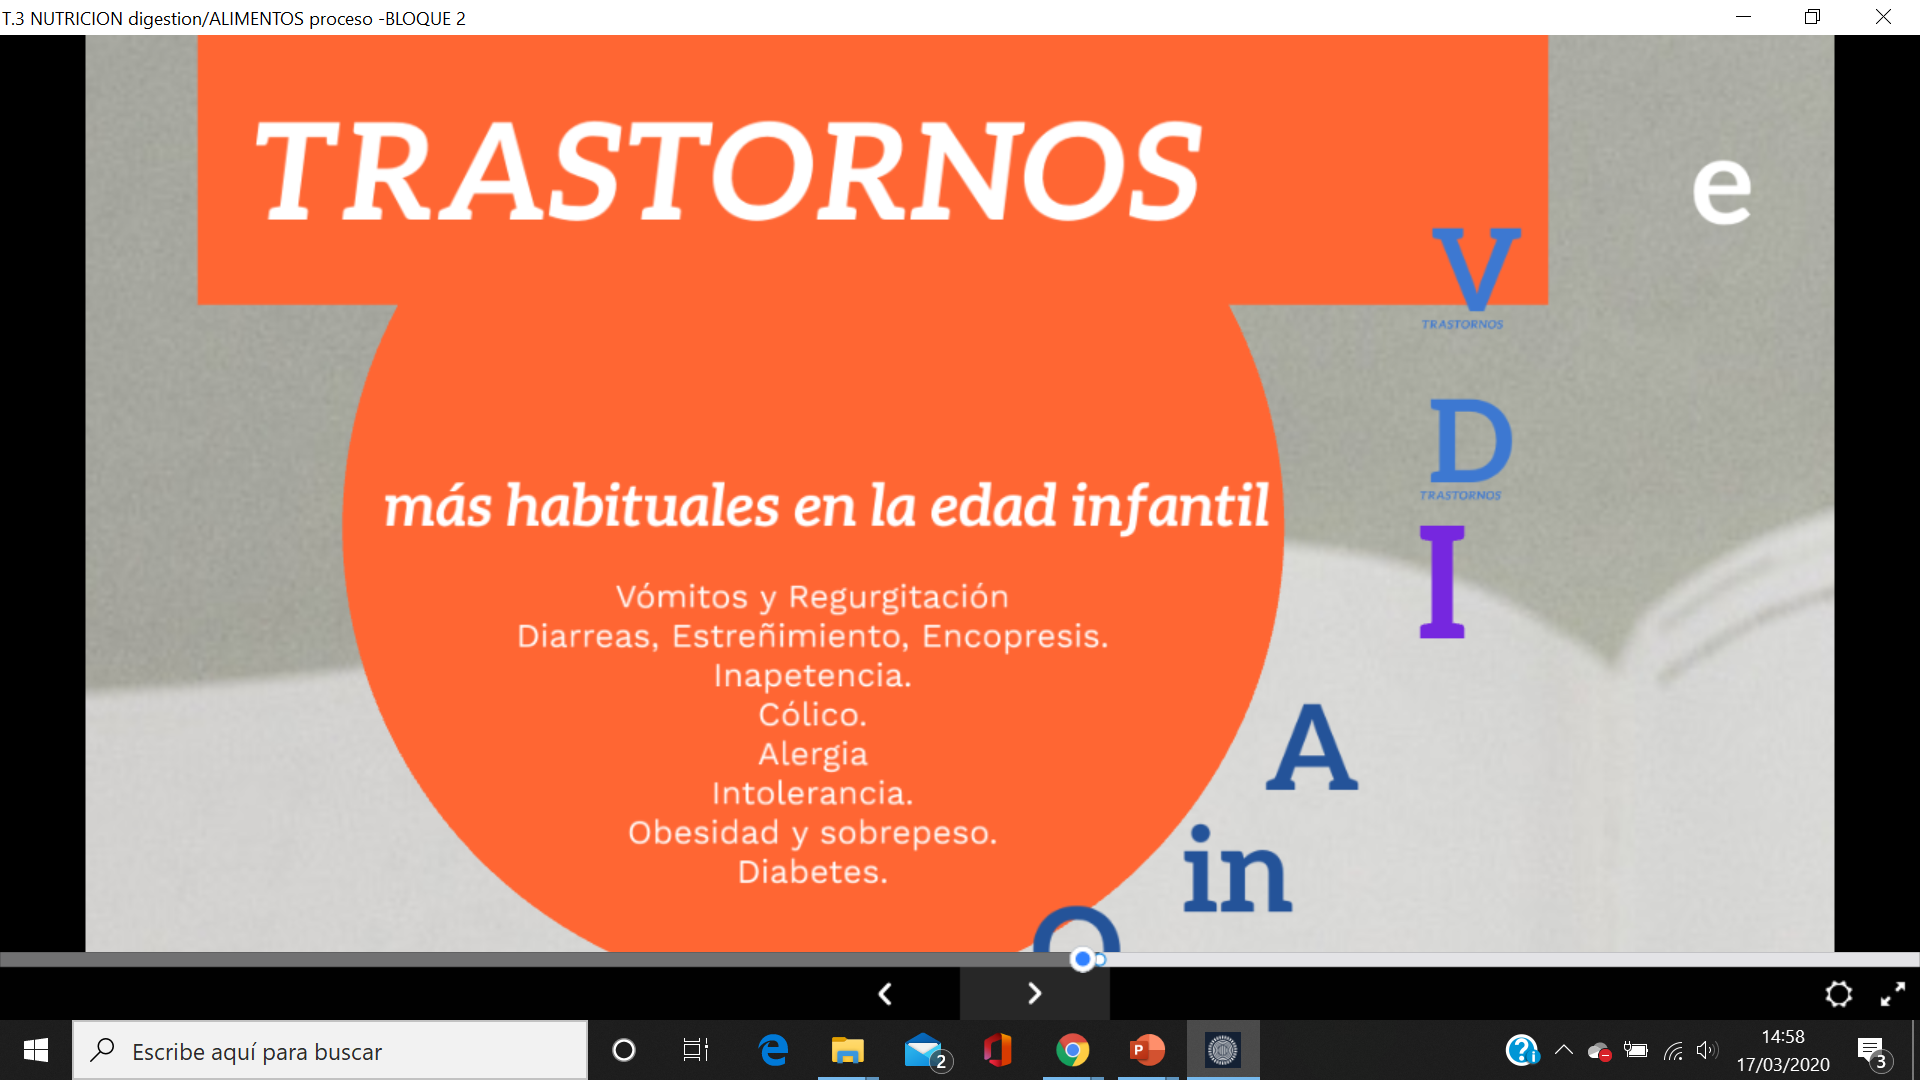 T.3 NUTRICION digestion/ALIMENTOS proceso -BLOQUE 2
TRASTORNOS
e
V
TRASTORNOS
D
TRASTORNOS
más habituales en la edad infantil
I
Vómitos y Regurgitación
Diarreas, Estreñimiento, Encopresis.
Inapetencia.
Cólico.
Alergia
Intolerancia.
Obesidad y sobrepeso.
Diabetes.
A
in
O
Escribe aquí para buscar
2
14:58
17/03/2020
3